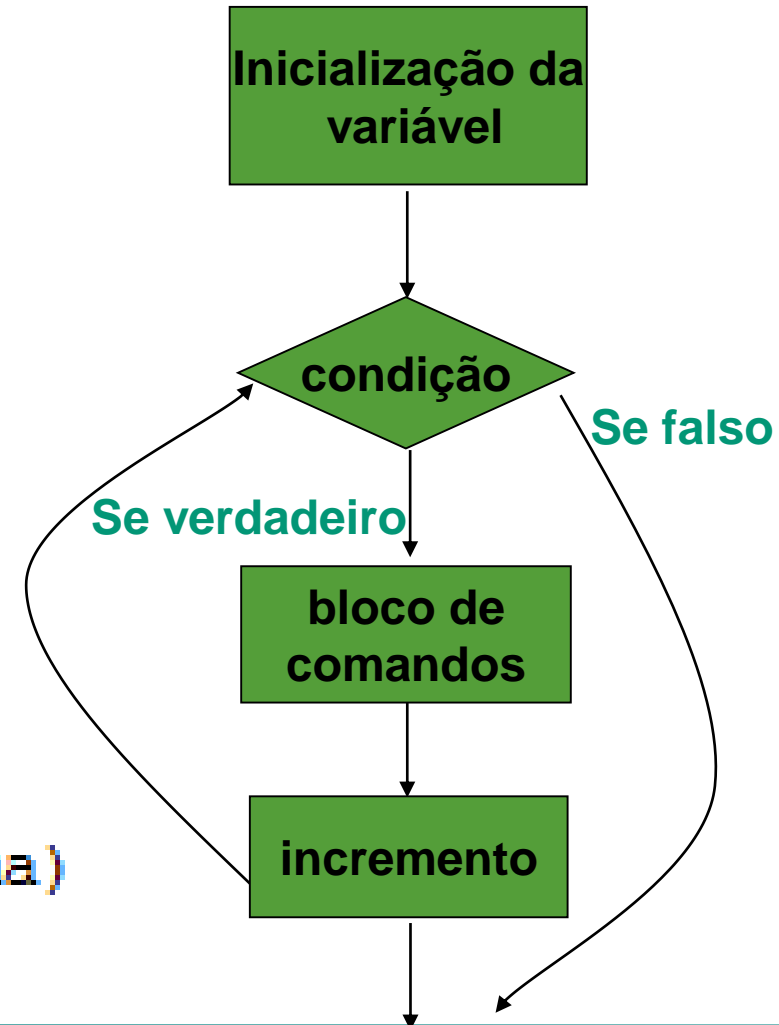 Inicialização da
variável
condição
Se falso
Se verdadeiro
bloco de
comandos
incremento
a)